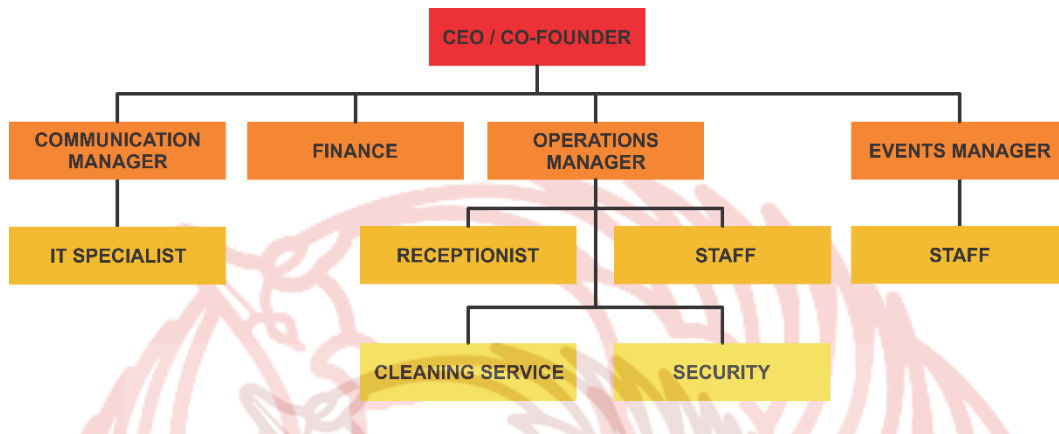 CEO / CO-FOUNDER
COMMUNICATION
MANAGER
FINANCE
OPERATIONS
MANAGER
EVENTS MANAGER
IT SPECIALIST
RECEPTIONIST
STAFF
STAFF
CLEANING SERVICE
SECURITY